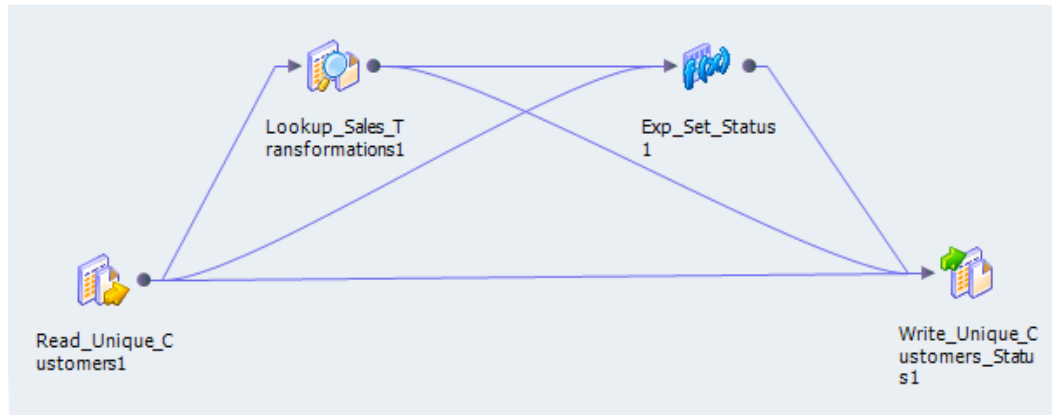 Lookup_Sales_T
ransformations1
Exp_Set_Status
1
Read_Unique_C
ustomers1
Write_Unique_C
ustomers_Statu
s1